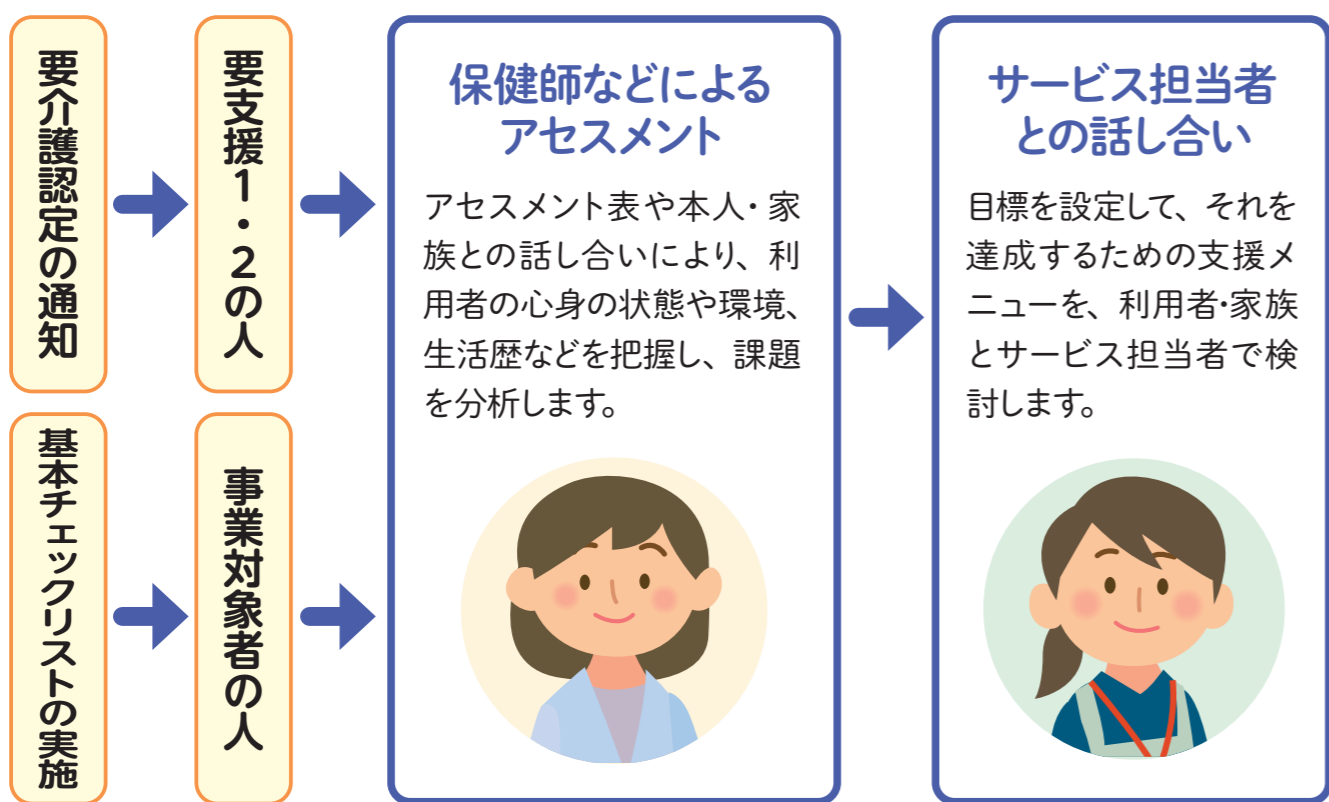 要介護認定の通知
要支援1・2の人
基本チェックリストの実施
事業対象者の人
保健師などによる
アセスメント
アセスメント表や本人・家
族との話し合いにより、利
用者の心身の状態や環境、
生活歴などを把握し、課題
を分析します。
サービス担当者
との話し合い
目標を設定して、それを
達成するための支援メ
ニューを、利用者・家族
とサービス担当者で検
討します。